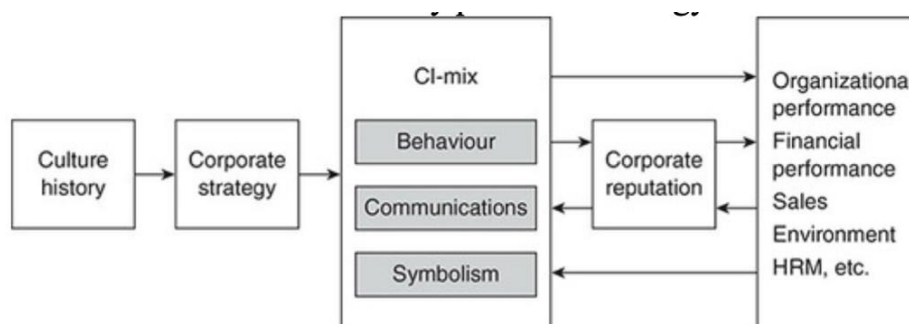 Culture
history
Corporate
strategy
CI-mix
Behaviour
Communications
Symbolism
Corporate
reputation
Organizationa
performance
Financial
performance
Sales
Environment
HRM, etc.